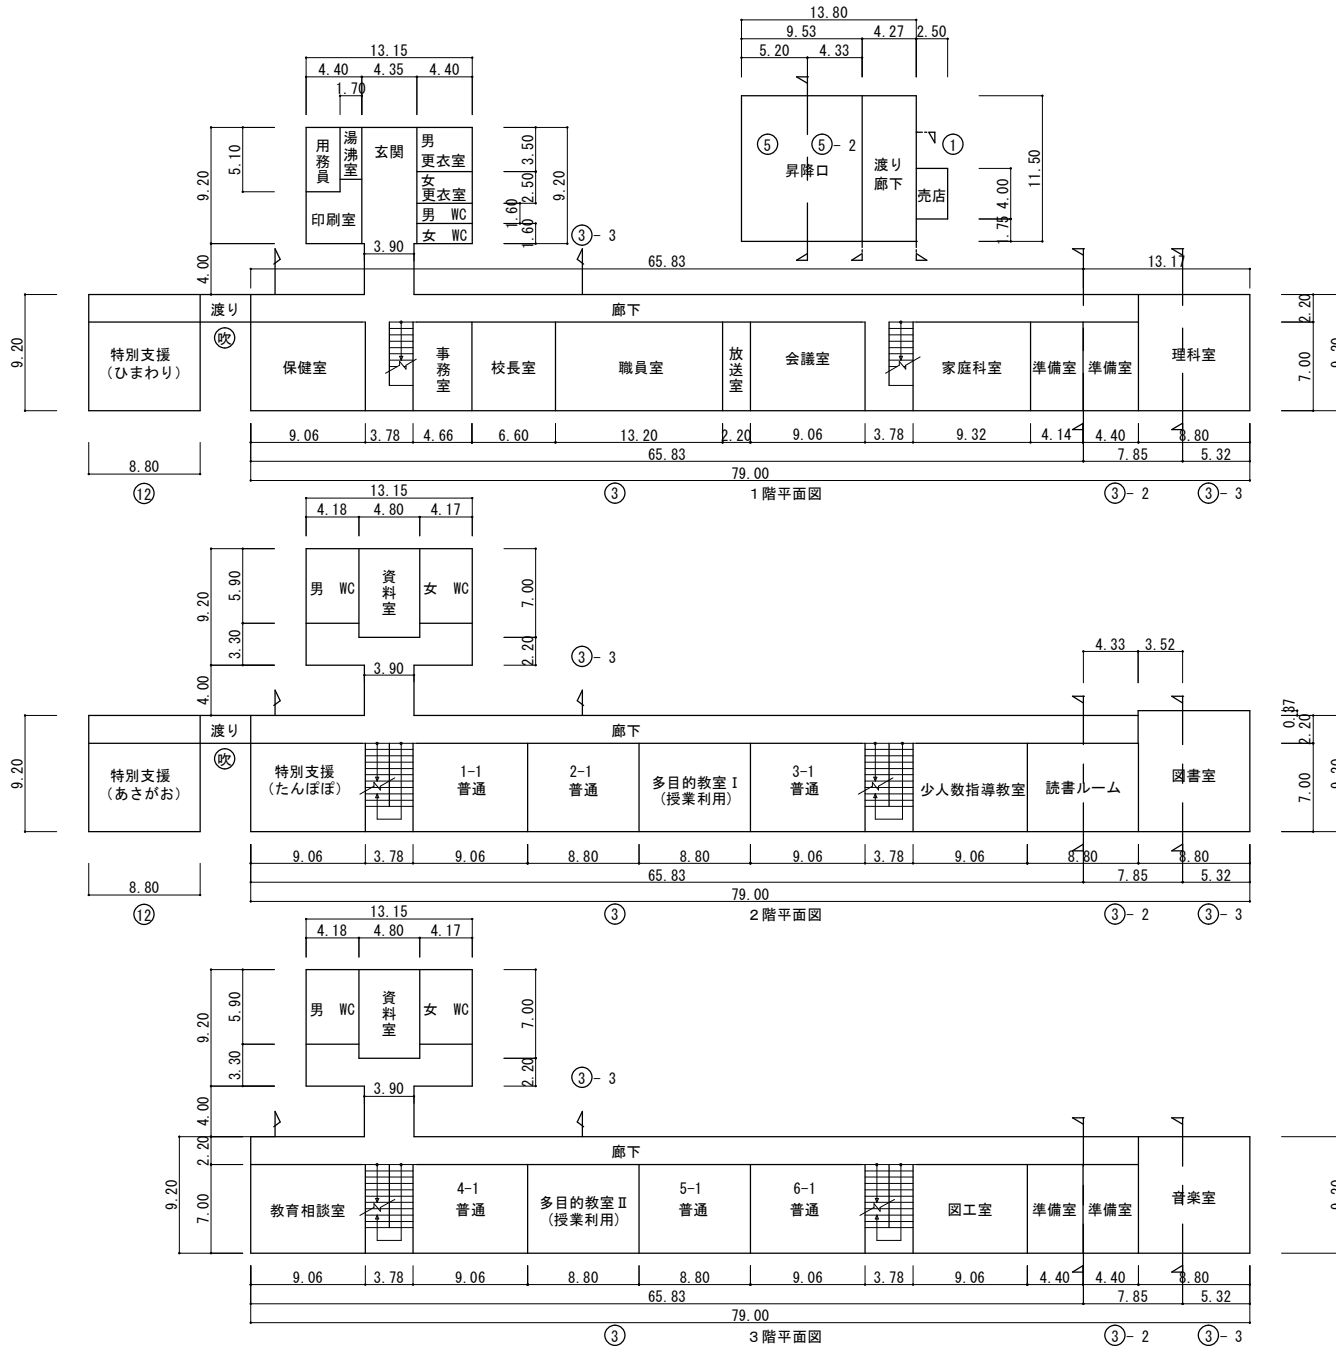 13.80
9.53 4.27 2.50
5.20 4.33
13.15
4.40 4.35 4.40
1.70
用務員
湯沸室
玄関
男
更衣室
女
更衣室
男 WC
女 WC
印刷室
9.20
5.10
3.50
2.50
1.60
1.60
9.20
⑤
⑤-2
昇降口
渡り
廊下
①
売店
4.00
1.75
11.50
③-3
3.90
4.00
65.83 13.17
渡り
廊下
吹
9.20
特別支援
(ひまわり)
保健室
事務室
校長室
職員室
放送室
会議室
家庭科室
準備室
準備室
理科室
2.20
7.00
9.20
9.06 3.78 4.66 6.60 13.20 2.20 9.06 3.78 9.32 4.14 4.40 8.80
8.80
65.83 7.85 5.32
79.00
⑫ ③ 1階平面図 ③-2 ③-3
13.15
4.18 4.80 4.17
男 WC
資料室
女 WC
9.20
5.90
3.30
7.00
2.20
③-3
3.90
4.00
4.33 3.52
渡り
廊下
吹
9.20
特別支援
(あさがお)
特別支援
(たんぽぽ)
1-1
普通
2-1
普通
多目的教室Ⅰ
(授業利用)
3-1
普通
少人数指導教室
読書ルーム
図書室
0.37
2.20
7.00
9.20
9.06 3.78 9.06 8.80 8.80 9.06 3.78 9.06 8.80 8.80
8.80
65.83 7.85 5.32
79.00
⑫ ③ 2階平面図 ③-2 ③-3
13.15
4.18 4.80 4.17
男 WC
資料室
女 WC
9.20
5.90
3.30
7.00
2.20
③-3
3.90
4.00
廊下
9.20
2.20
7.00
教育相談室
4-1
普通
多目的教室Ⅱ
(授業利用)
5-1
普通
6-1
普通
図工室
準備室
準備室
音楽室
9.20
9.06 3.78 9.06 8.80 8.80 9.06 3.78 9.06 4.40 4.40 8.80
65.83 7.85 5.32
79.00
③ 3階平面図 ③-2 ③-3